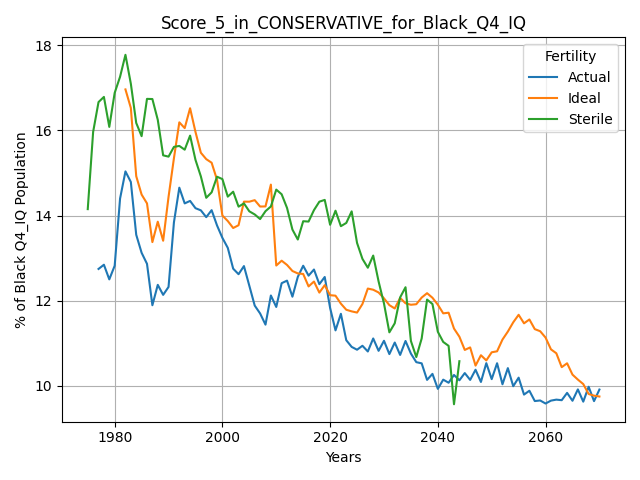 Score_5_in_CONSERVATIVE_for_Black_Q4_IQ
% of Black Q4_IQ Population
18
16
14
12
10
Fertility
Actual
Ideal
Sterile
1980
2000
2020
2040
2060
Years